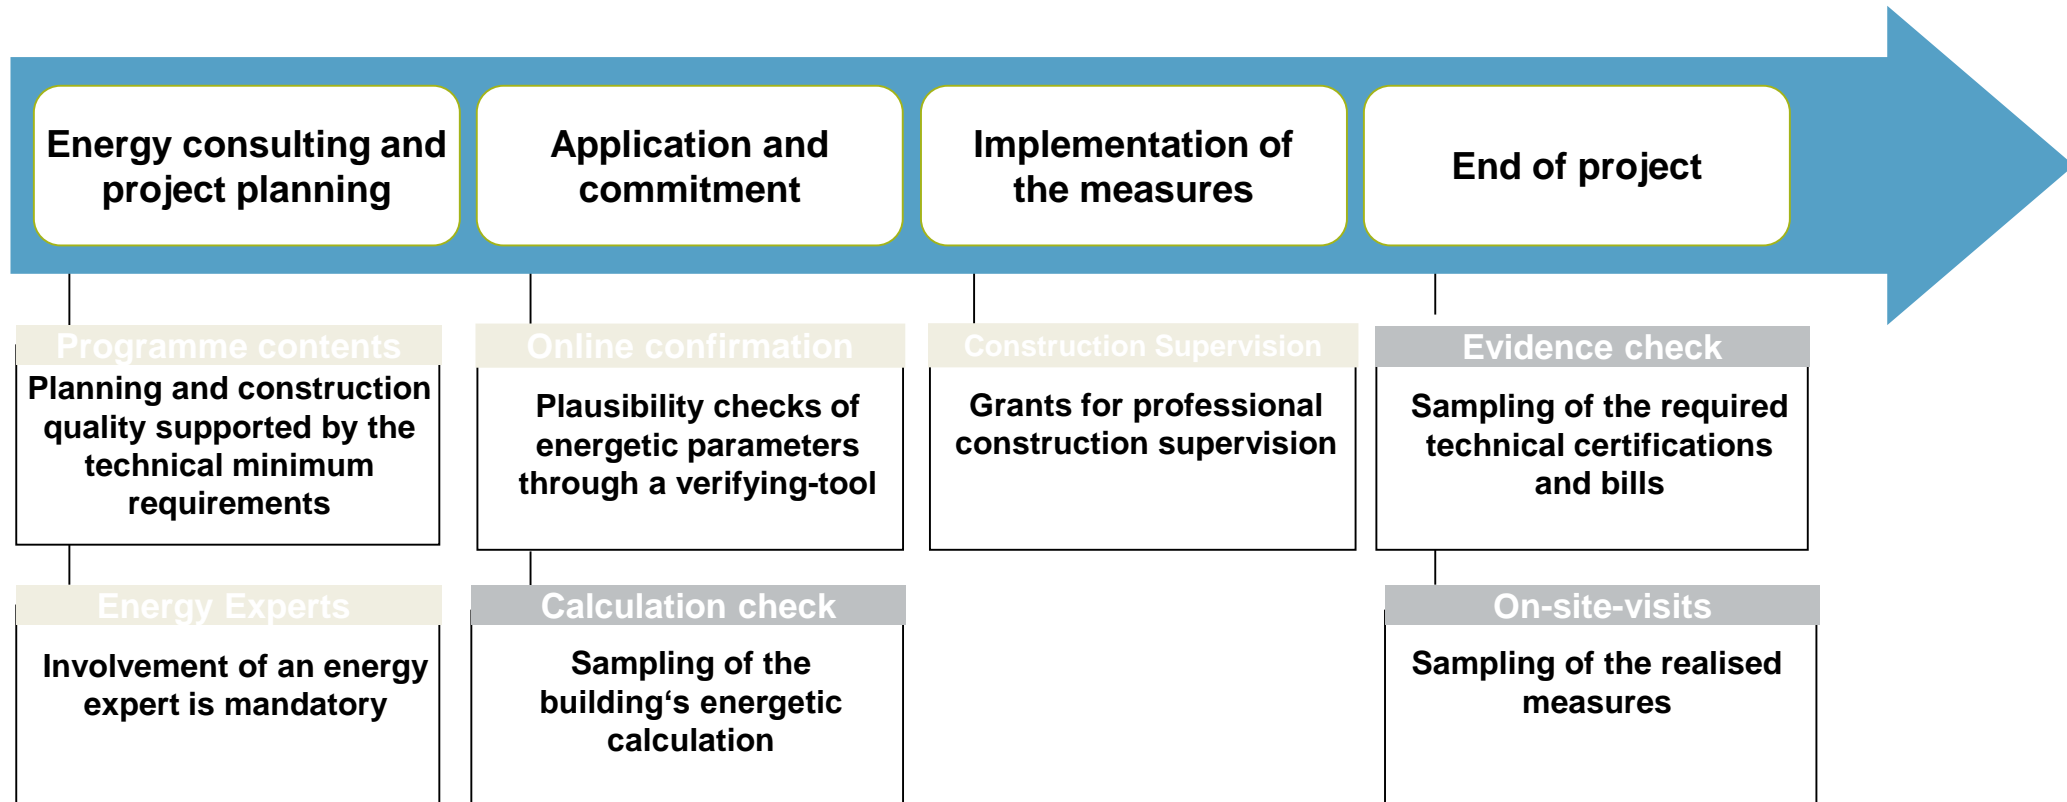 Energy consulting and
project planning
Application and
commitment
Implementation of
the measures
End of project
Programme contents
Planning and construction
quality supported by the
technical minimum
requirements
Energy Experts
Involvement of an energy
expert is mandatory
Online confirmation
Plausibility checks of
energetic parameters
through a verifying-tool
Calculation check
Sampling of the
building‘s energetic
calculation
Construction Supervision
Grants for professional
construction supervision
Evidence check
Sampling of the required
technical certifications
and bills
On-site-visits
Sampling of the realised
measures